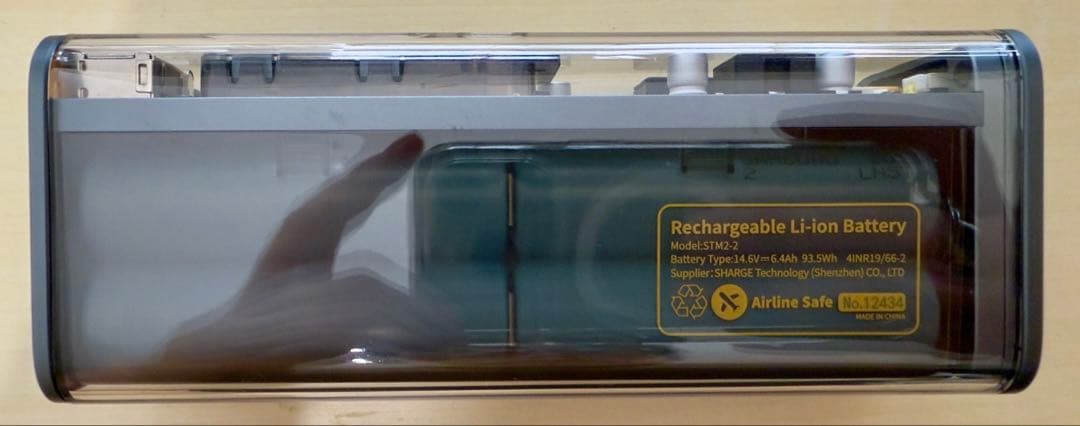 2
Rechargeable Li-ion Battery
Model:STM2-2
Battery Type:14.6V⎓6.4Ah 93.5Wh 4INR19/66-2
Supplier:SHARGE Technology (Shenzhen) CO., LTD
Airline Safe No.12434
MADE IN CHINA